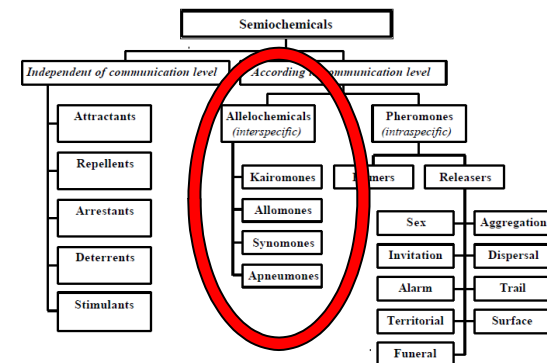 Semiochemicals
Independent of communication level
According communication level
Attractants
Repellents
Arrestants
Deterrents
Stimulants
Allelochemicals
(interspecific)
Kairomones
Allomones
Synomones
Apneumones
Pheromones
(intraspecific)
Releasers
Sex
Aggregation
Invitation
Dispersal
Alarm
Trail
Territorial
Surface
Funeral